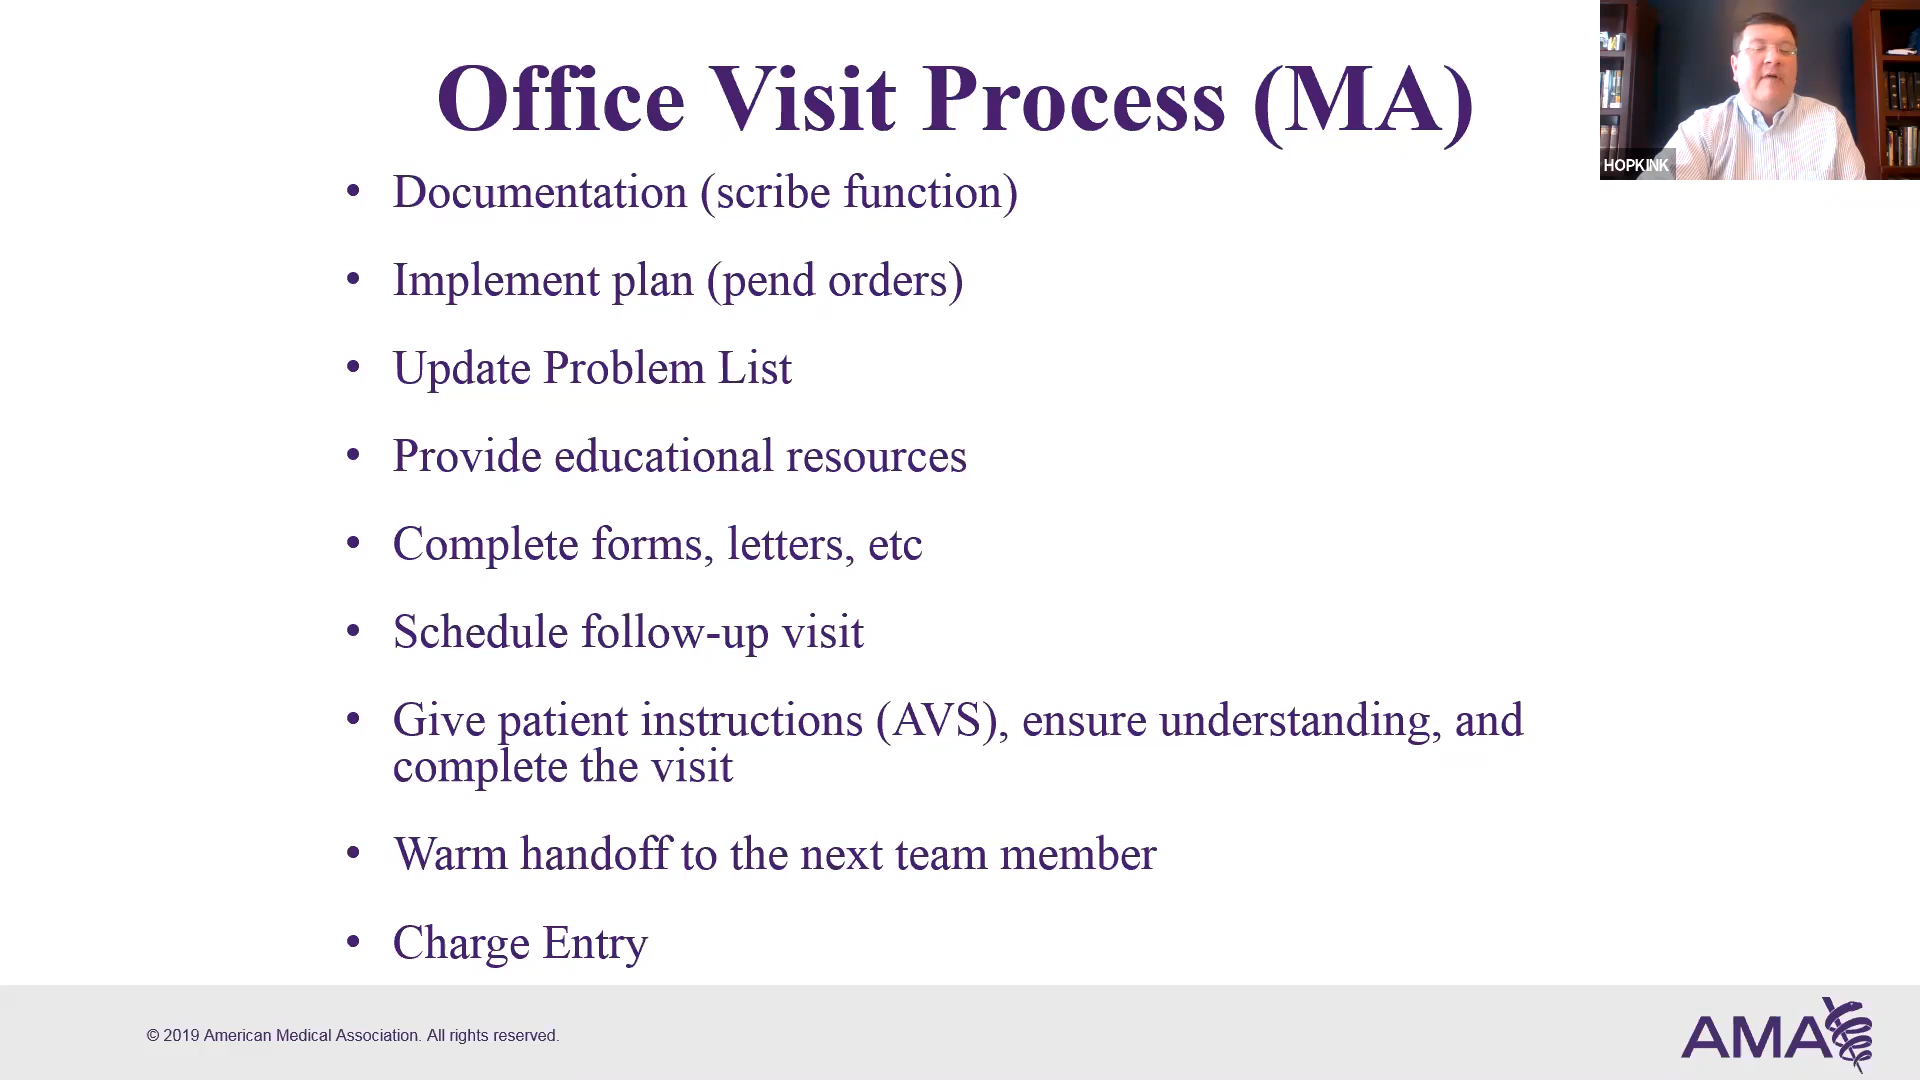 Office Visit Process (MA)
HOPKINK
• Documentation (scribe function)
• Implement plan (pend orders)
• Update Problem List
• Provide educational resources
• Complete forms, letters, etc
• Schedule follow-up visit
• Give patient instructions (AVS), ensure understanding, and
complete the visit
• Warm handoff to the next team member
• Charge Entry
© 2019 American Medical Association. All rights reserved.
AMA